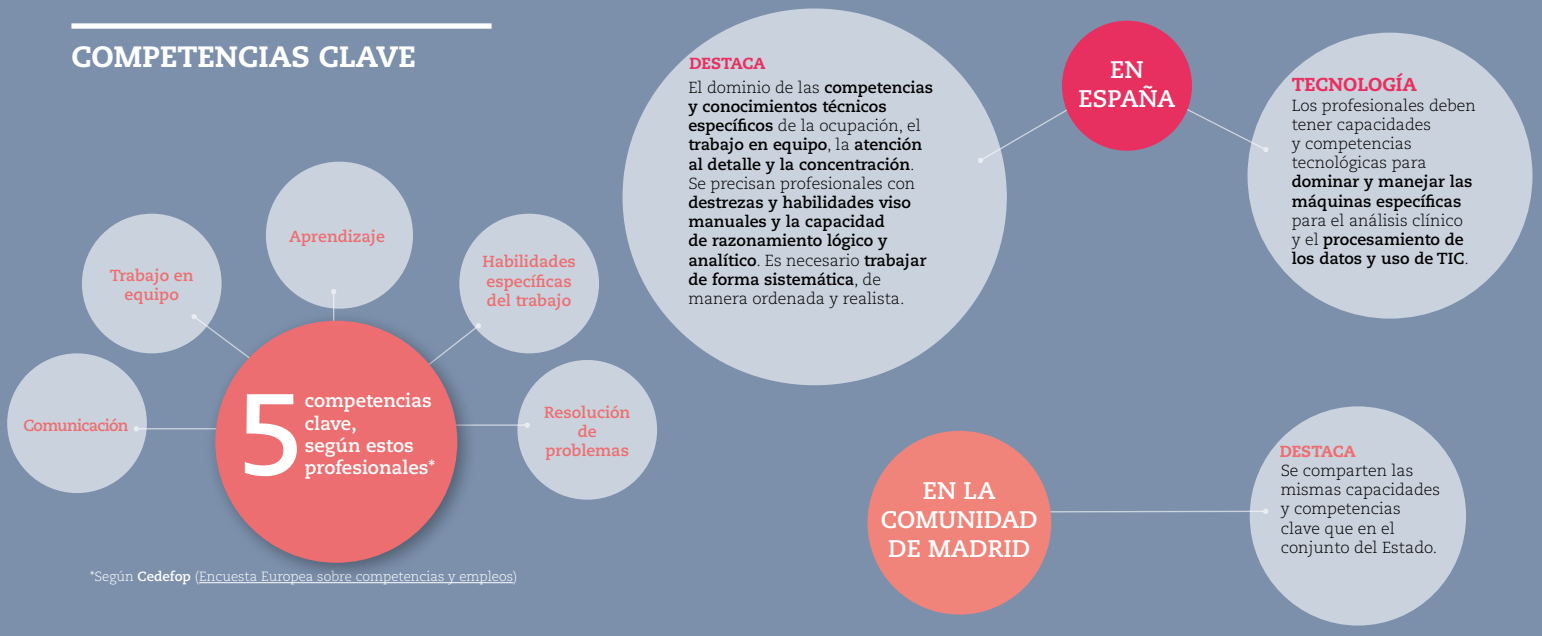 COMPETENCIAS CLAVE
Comunicación
Trabajo en
equipo
Aprendizaje
Habilidades
específicas
del trabajo
Resolución
de
problemas
5
competencias
clave,
según estos
profesionales*
*Según Cedefop (Encuesta Europea sobre competencias y empleos)
EN
ESPAÑA
DESTACA
El dominio de las competencias
y conocimientos técnicos
específicos de la ocupación, el
trabajo en equipo, la atención
al detalle y la concentración.
Se precisan profesionales con
destrezas y habilidades viso
manuales y la capacidad
de razonamiento lógico y
analítico. Es necesario trabajar
de forma sistemática, de
manera ordenada y realista.
TECNOLOGÍA
Los profesionales deben
tener capacidades
y competencias
tecnológicas para
dominar y manejar las
máquinas específicas
para el análisis clínico
y el procesamiento de
los datos y uso de TIC.
EN LA
COMUNIDAD
DE MADRID
DESTACA
Se comparten las
mismas capacidades
y competencias
clave que en el
conjunto del Estado.